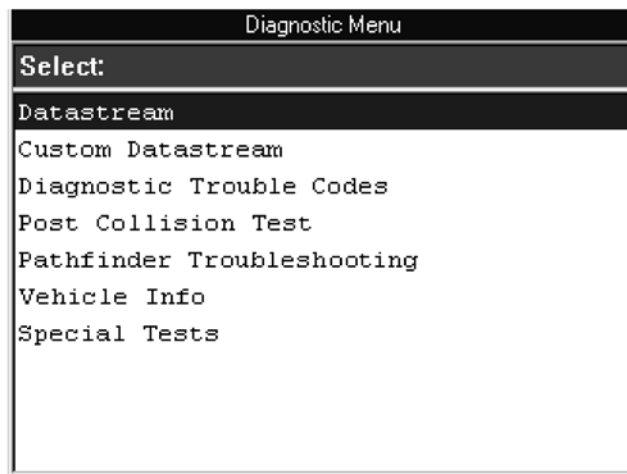 Diagnostic Menu
Select:
Datastream
Custom Datastream
Diagnostic Trouble Codes
Post Collision Test
Pathfinder Troubleshooting
Vehicle Info
Special Tests